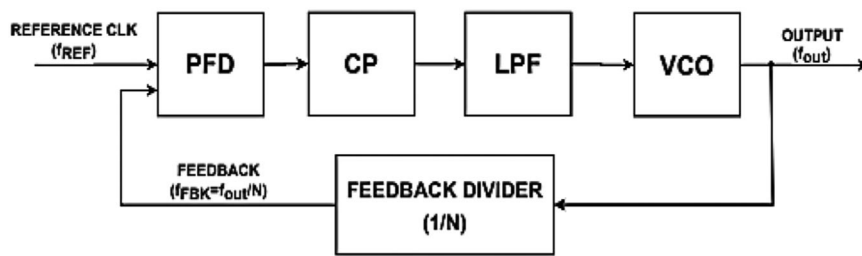 REFERENCE CLK
(fREF)
PFD
CP
LPF
VCO
OUTPUT
(fout)
FEEDBACK
(fFBK=fout/N)
FEEDBACK DIVIDER
(1/N)